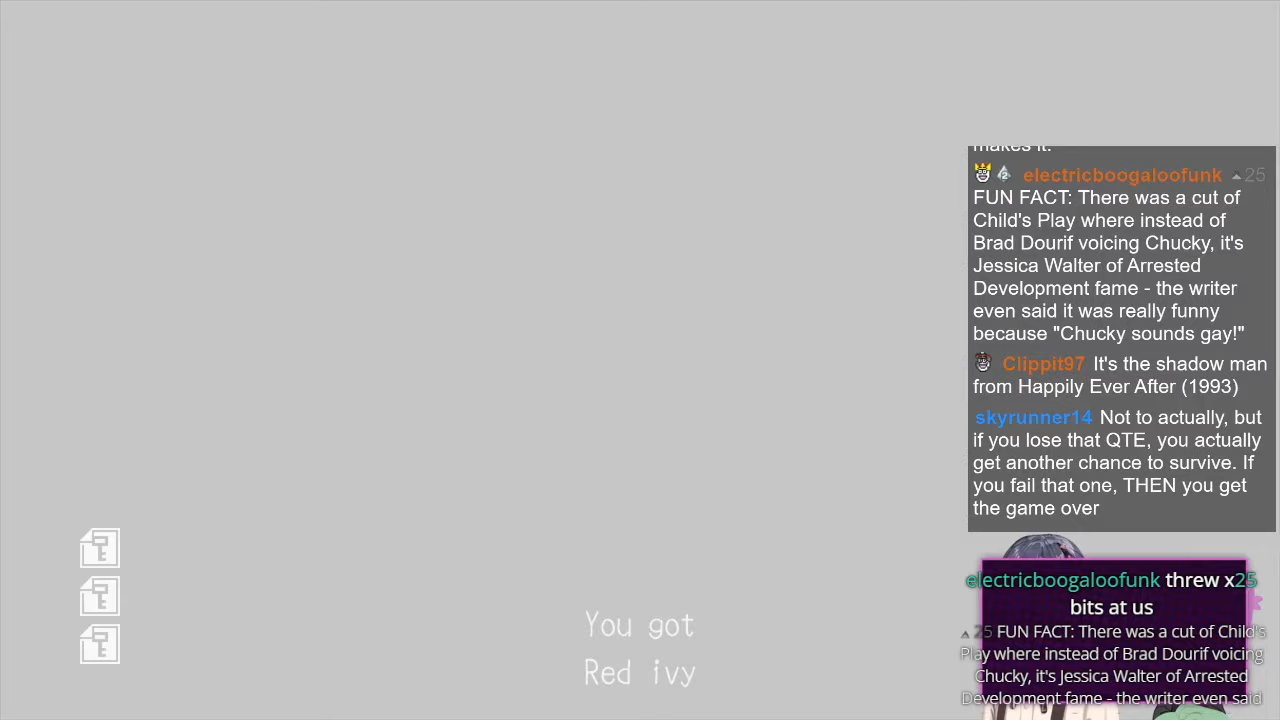 makes it.
electricboogaloofunk 25
FUN FACT: There was a cut of
Child's Play where instead of
Brad Dourif voicing Chucky, it's
Jessica Walter of Arrested
Development fame - the writer
even said it was really funny
because "Chucky sounds gay!"
Clippit97 It's the shadow man
from Happily Ever After (1993)
skyrunner14 Not to actually, but
if you lose that QTE, you actually
get another chance to survive. If
you fail that one, THEN you get
the game over
You got
Red ivy
electricboogaloofunk threw x25
bits at us
25 FUN FACT: There was a cut of Child's
Play where instead of Brad Dourif voicing
Chucky, it's Jessica Walter of Arrested
Development fame - the writer even said